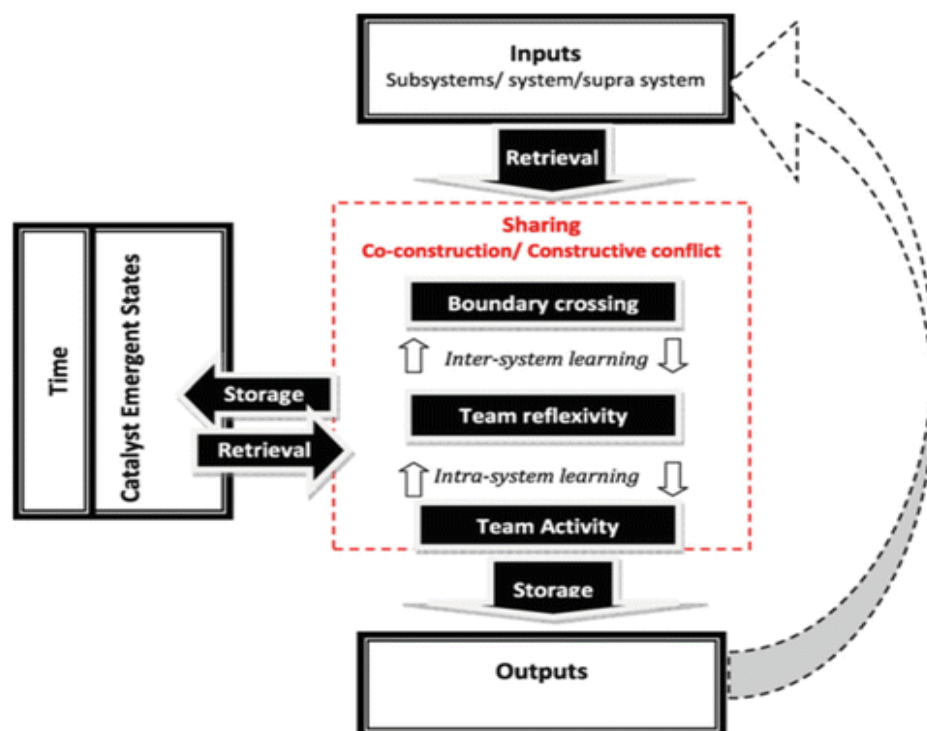 Inputs
Subsystems/ system/supra system
Retrieval
Sharing
Co-construction/ Constructive conflict
Boundary crossing
Inter-system learning
Team reflexivity
Intra-system learning
Team Activity
Storage
Outputs
Time
Catalyst Emergent States
Storage
Retrieval